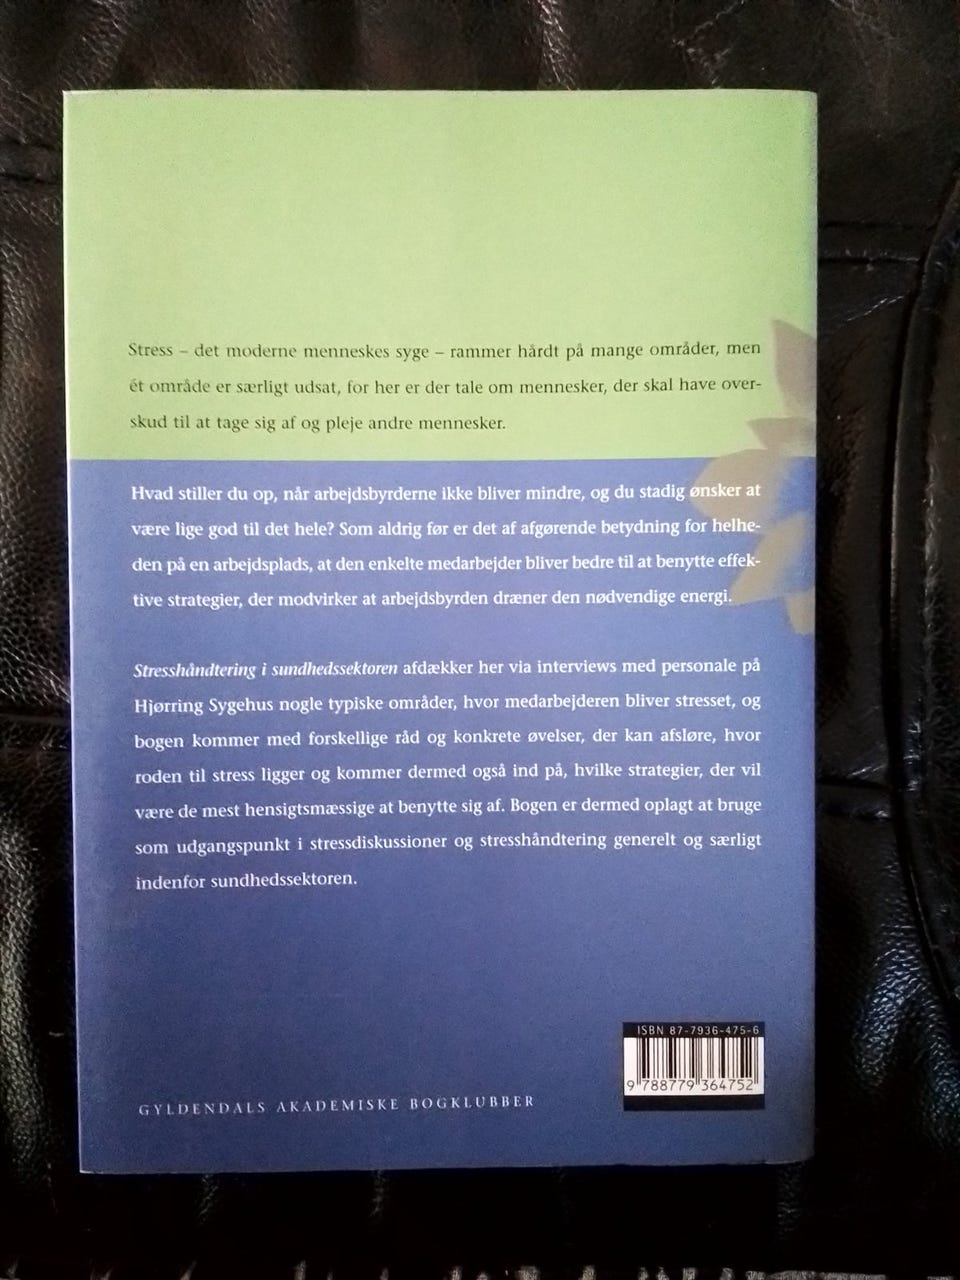 Stress – det moderne menneskes syge – rammer hårdt på mange områder, men
ét område er særligt udsat, for her er der tale om mennesker, der skal have over-
skud til at tage sig af og pleje andre mennesker.
Hvad stiller du op, når arbejdsbyrderne ikke bliver mindre, og du stadig ønsker at
være lige god til det hele? Som aldrig før er det af afgørende betydning for helhe-
den på en arbejdsplads, at den enkelte medarbejder bliver bedre til at benytte effek-
tive strategier, der modvirker at arbejdsbyrden dræner den nødvendige energi.
Stresshåndtering i sundhedssektoren afdækker her via interviews med personale på
Hjørring Sygehus nogle typiske områder, hvor medarbejderen bliver stresset, og
bogen kommer med forskellige råd og konkrete øvelser, der kan afsløre, hvor
roden til stress ligger og kommer dermed også ind på, hvilke strategier, der vil
være de mest hensigtsmæssige at benytte sig af. Bogen er dermed oplagt at bruge
som udgangspunkt i stressdiskussioner og stresshåndtering generelt og særligt
indenfor sundhedssektoren.
ISBN 87-7936-475-6
9 788779 364752
GYLDENDALS AKADEMISKE BOGKLUBBER